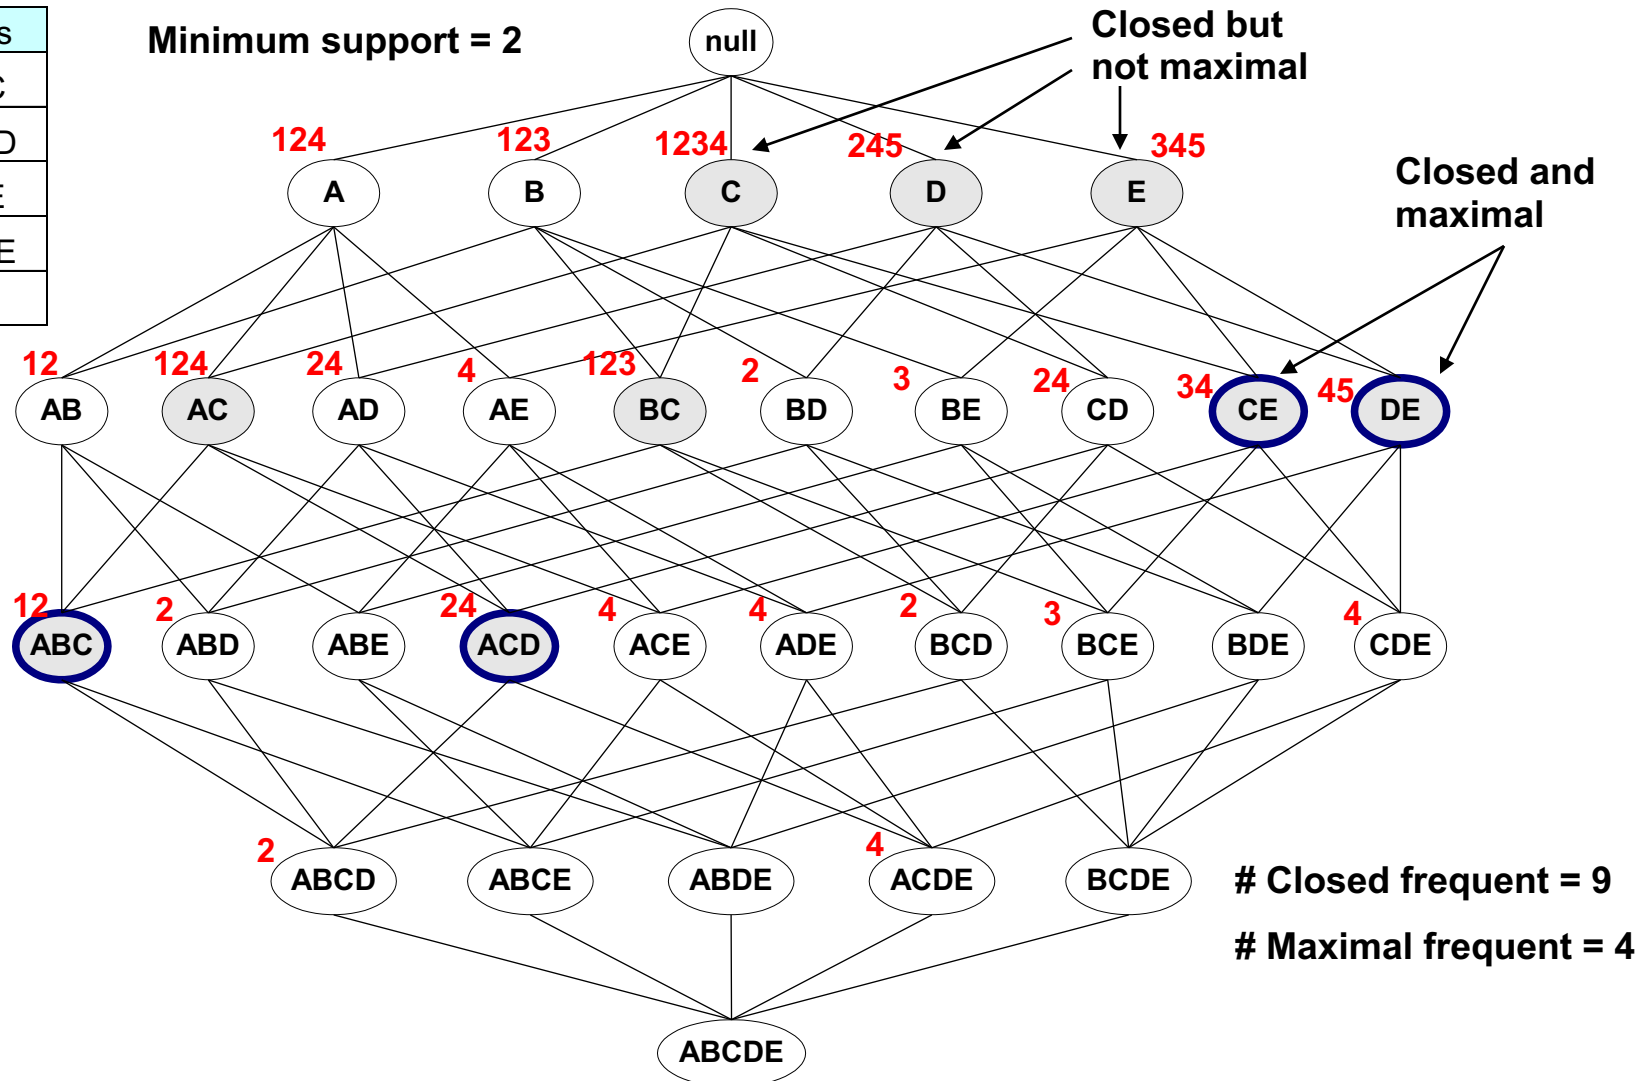 s
C
D
E
E
Minimum support = 2
null
Closed but
not maximal
124
123
1234
245
345
A
B
C
D
E
Closed and
maximal
12
124
24
4
123
2
3
24
34
45
AB
AC
AD
AE
BC
BD
BE
CD
CE
DE
12
2
24
4
4
2
3
4
ABC
ABD
ABE
ACD
ACE
ADE
BCD
BCE
BDE
CDE
2
4
ABCD
ABCE
ABDE
ACDE
BCDE
# Closed frequent = 9
# Maximal frequent = 4
ABCDE